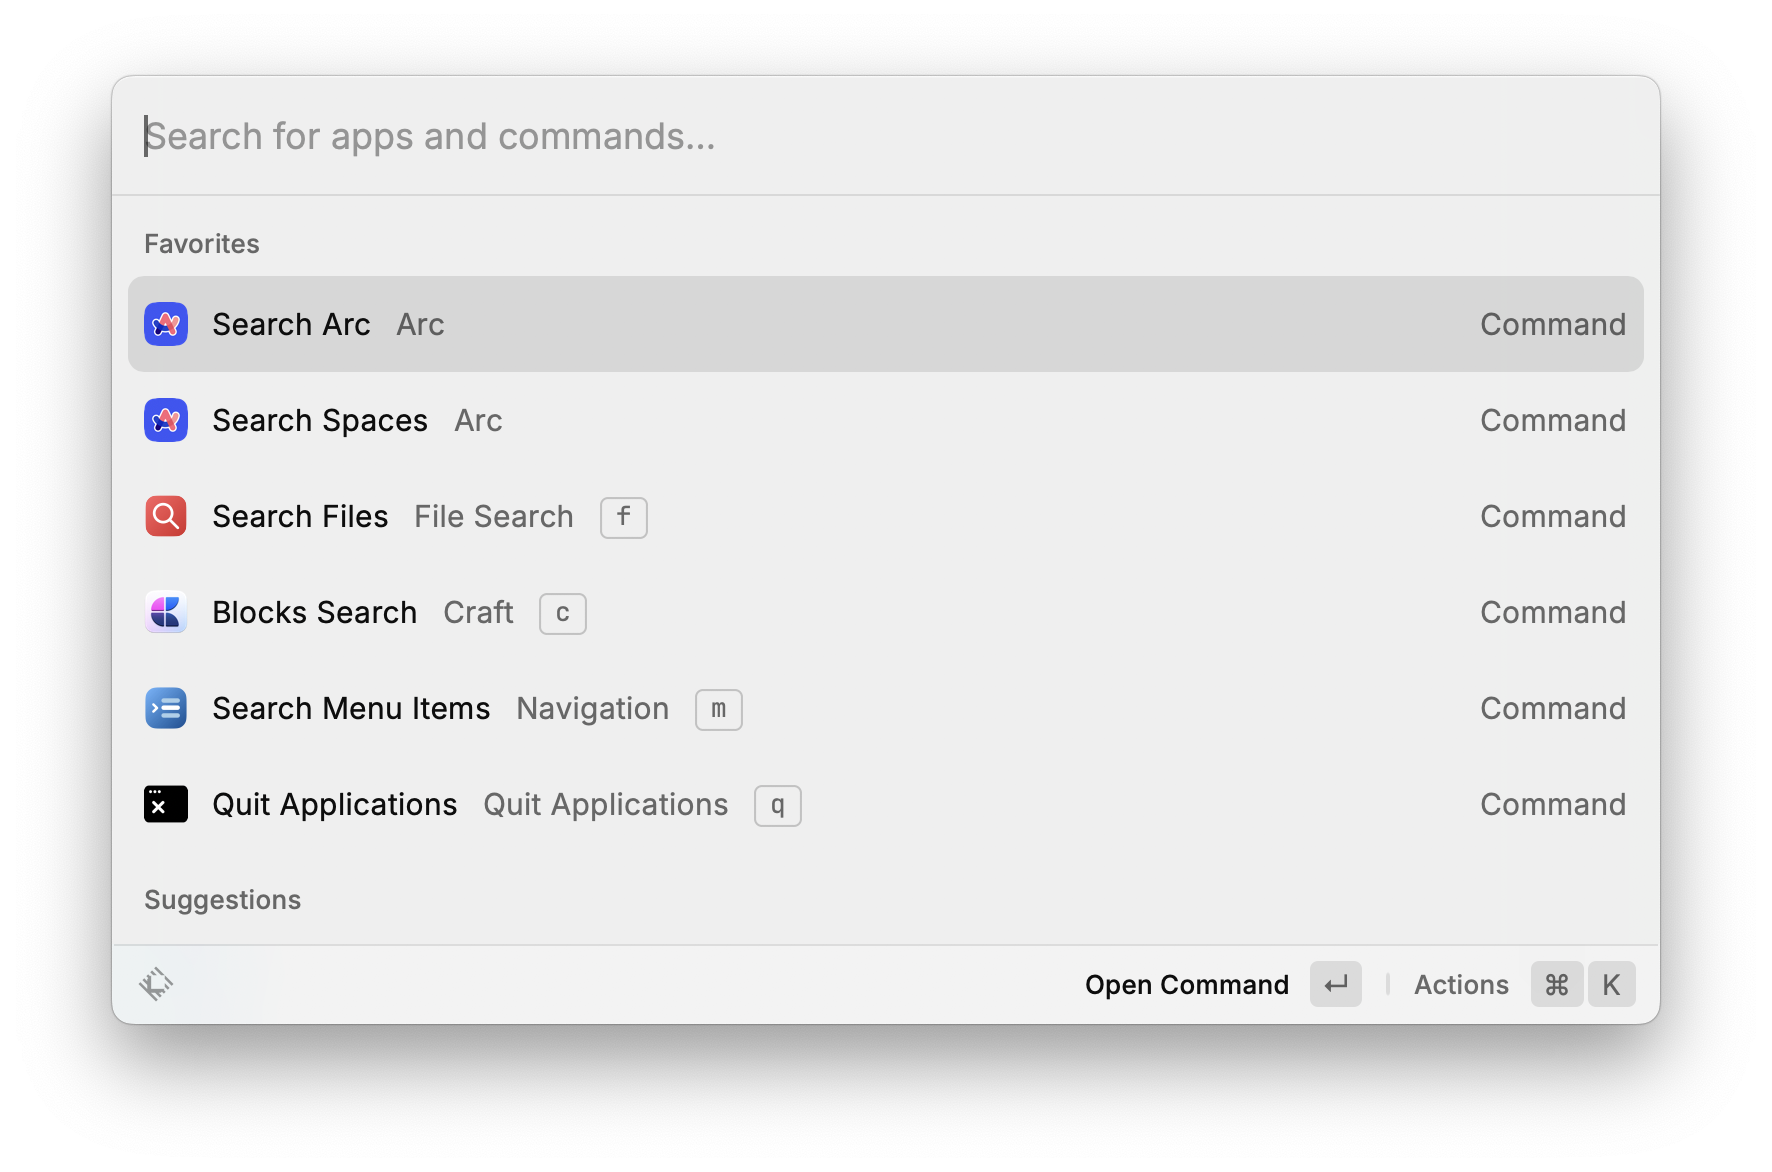 Search for apps and commands...
Favorites
Search Arc Arc Command
Search Spaces Arc Command
Search Files File Search f Command
Blocks Search Craft c Command
Search Menu Items Navigation m Command
Quit Applications Quit Applications q Command
Suggestions
Open Command ↵ Actions ⌘ K